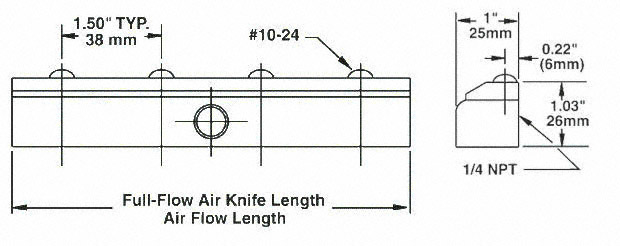 1.50" TYP.
38 mm
#10-24
1"
25mm
0.22"
(6mm)
1.03"
26mm
1/4 NPT
Full-Flow Air Knife Length
Air Flow Length